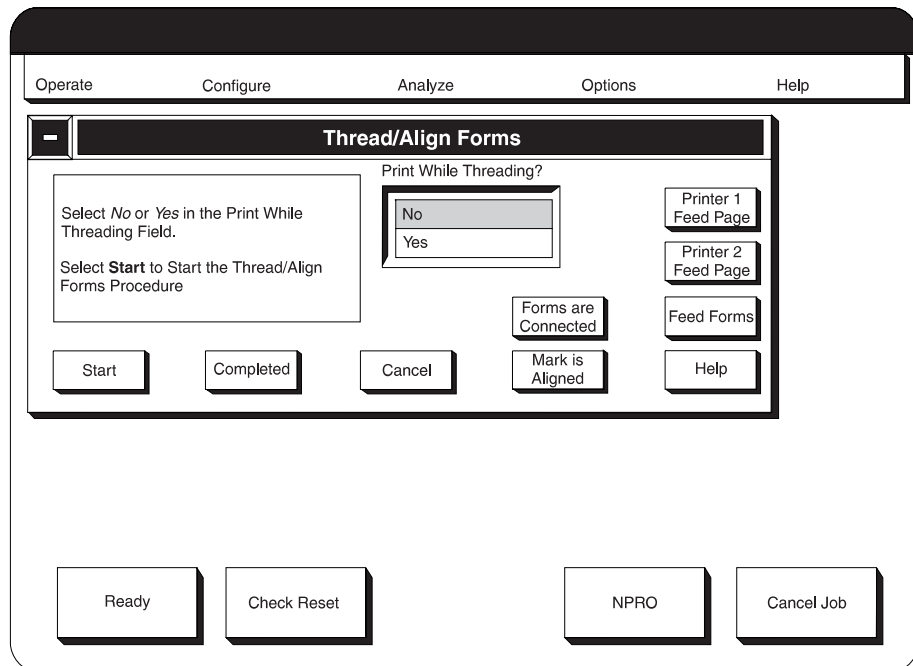 Operate Configure Analyze Options Help
Thread/Align Forms
Print While Threading?
Select No or Yes in the Print While
Threading Field.
Select Start to Start the Thread/Align
Forms Procedure
No
Yes
Printer 1
Feed Page
Printer 2
Feed Page
Forms are
Connected
Feed Forms
Start
Completed
Cancel
Mark is
Aligned
Help
Ready
Check Reset
NPRO
Cancel Job